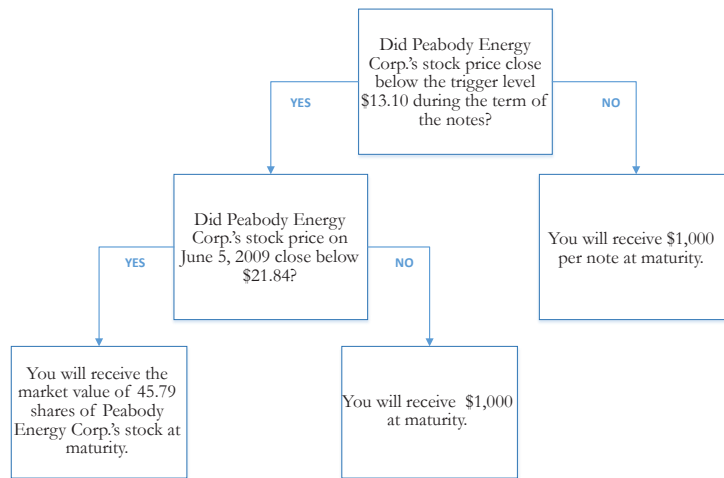 Did Peabody Energy
Corp.'s stock price close
below the trigger level
$13.10 during the term of
the notes?
YES
NO
Did Peabody Energy
Corp.'s stock price on
June 5, 2009 close below
$21.84?
You will receive $1,000
per note at maturity.
YES
NO
You will receive the
market value of 45.79
shares of Peabody
Energy Corp.'s stock at
maturity.
You will receive $1,000
at maturity.